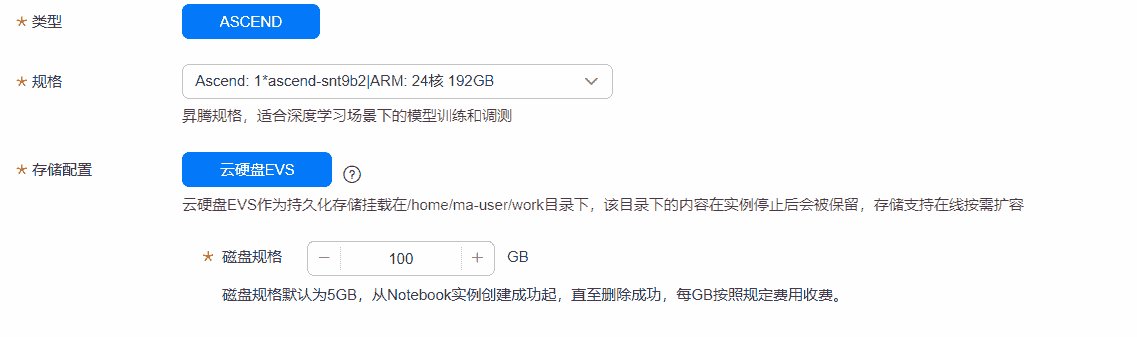 * 类型 ASCEND
* 规格 Ascend: 1*ascend-snt9b2|ARM: 24核 192GB
昇腾规格，适合深度学习场景下的模型训练和调测
* 存储配置 云硬盘EVS ?
云硬盘EVS作为持久化存储挂载在/home/ma-user/work目录下，该目录下的内容在实例停止后会被保留，存储支持在线按需扩容
* 磁盘规格 − 100 + GB
磁盘规格默认为5GB，从Notebook实例创建成功起，直至删除成功，每GB按照规定费用收费。